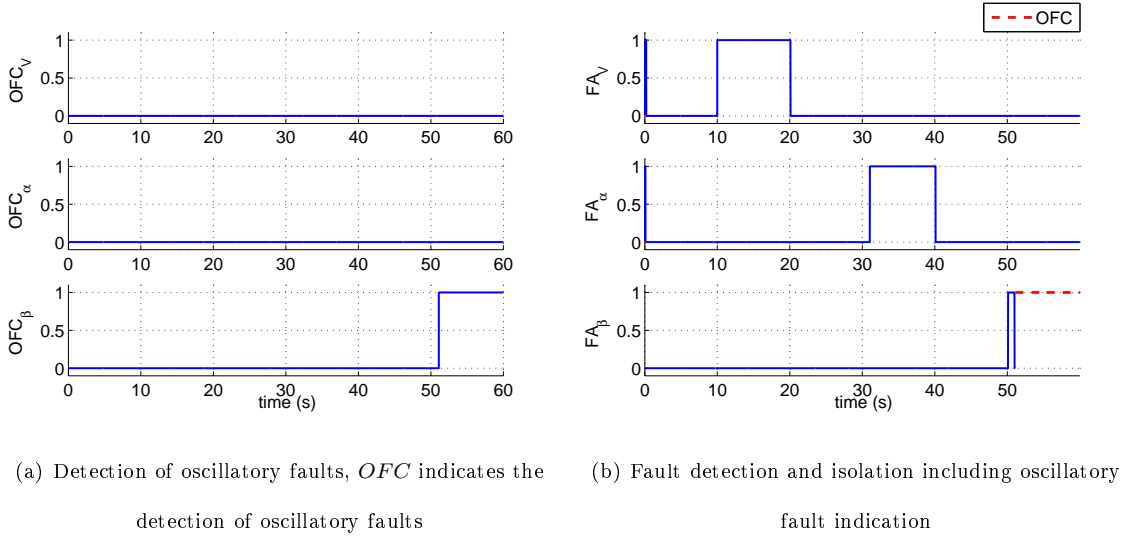 OFC
1
0.5
0
OFC_V
0 10 20 30 40 50 60
1
0.5
0
OFC_α
0 10 20 30 40 50 60
1
0.5
0
OFC_β
0 10 20 30 40 50 60
time (s)
1
0.5
0
FA_V
0 10 20 30 40 50
1
0.5
0
FA_α
0 10 20 30 40 50
1
0.5
0
FA_β
0 10 20 30 40 50
time (s)
(a) Detection of oscillatory faults, OFC indicates the
detection of oscillatory faults
(b) Fault detection and isolation including oscillatory
fault indication